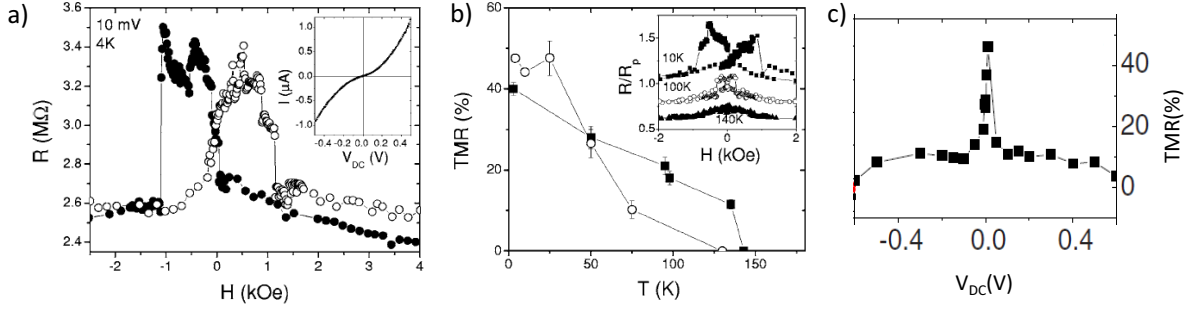 a)
10 mV
4K
3.6
3.4
3.2
3.0
2.8
2.6
2.4
R (MΩ)
-2 -1 0 1 2 3 4
H (kOe)
1.0
0.5
0.0
-0.5
-1.0
I (µA)
-0.4 -0.2 0.0 0.2 0.4
V_DC (V)
b)
60
40
20
0
TMR (%)
0 50 100 150
T (K)
1.5
1.0
0.5
R/R_p
10K
100K
140K
-2 0 2
H (kOe)
c)
40
20
0
TMR(%)
-0.4 0.0 0.4
V_DC(V)